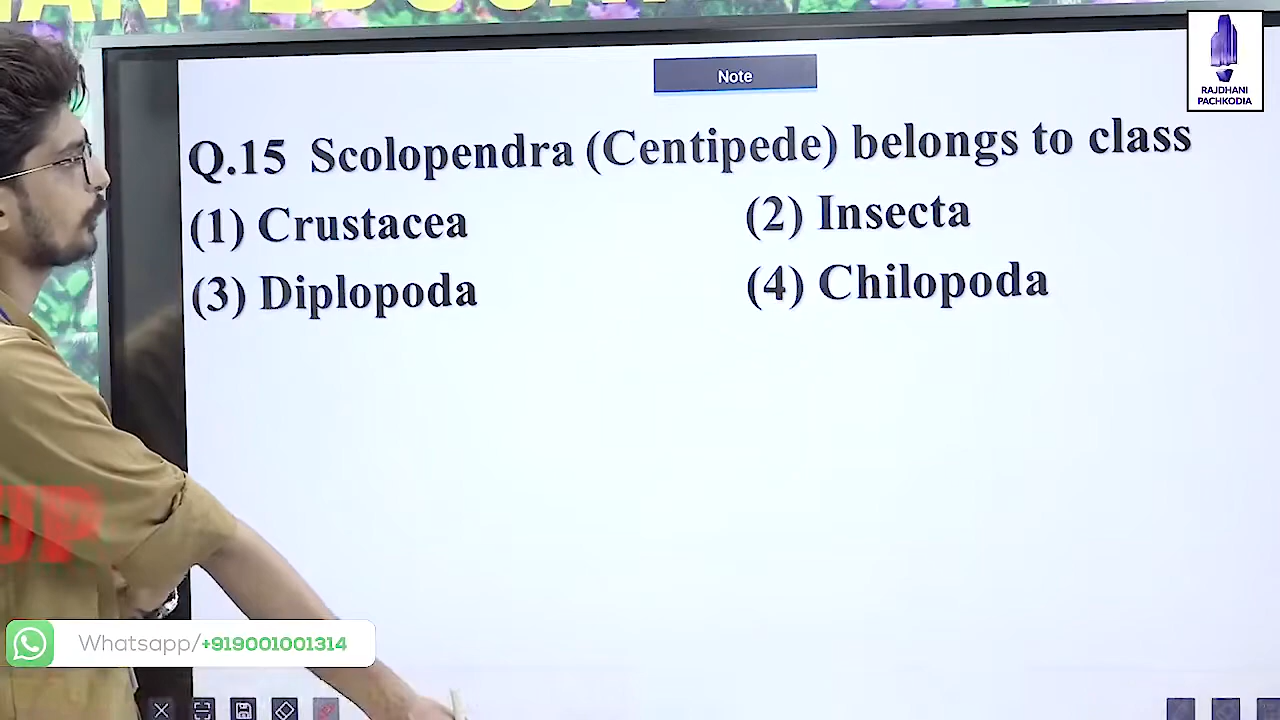 Note
RAJDHANI
PACHKODIA
Q.15 Scolopendra (Centipede) belongs to class
(1) Crustacea
(2) Insecta
(3) Diplopoda
(4) Chilopoda
UP
Whatsapp/+919001001314